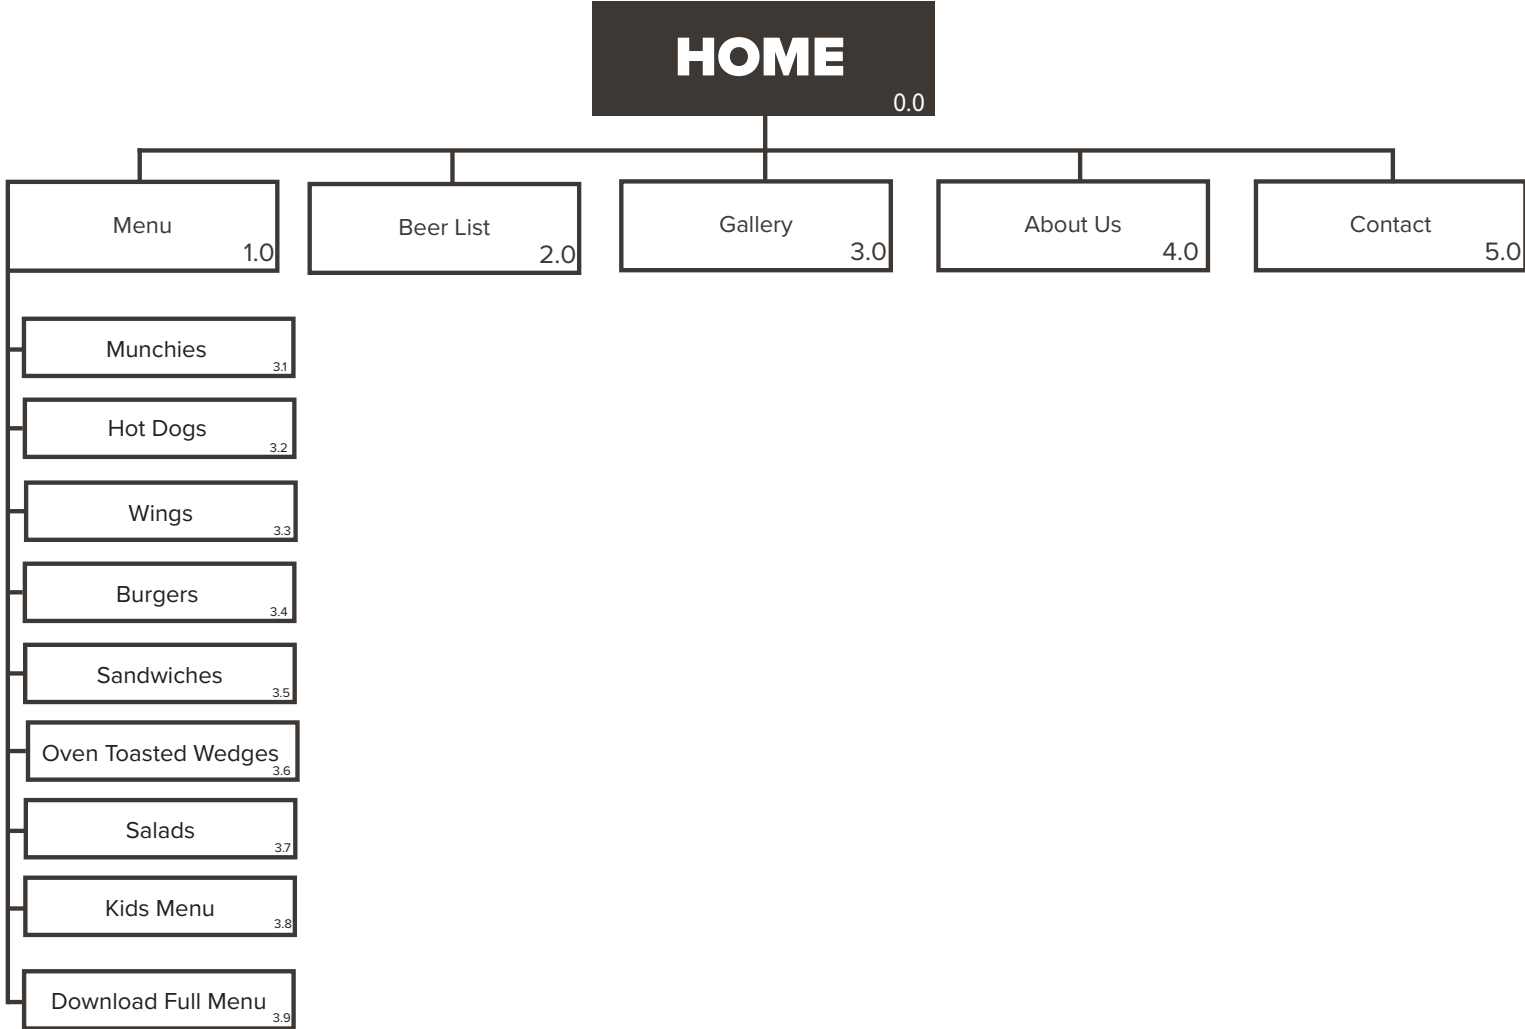 HOME
0.0
Menu
1.0
Beer List
2.0
Gallery
3.0
About Us
4.0
Contact
5.0
Munchies
3.1
Hot Dogs
3.2
Wings
3.3
Burgers
3.4
Sandwiches
3.5
Oven Toasted Wedges
3.6
Salads
3.7
Kids Menu
3.8
Download Full Menu
3.9